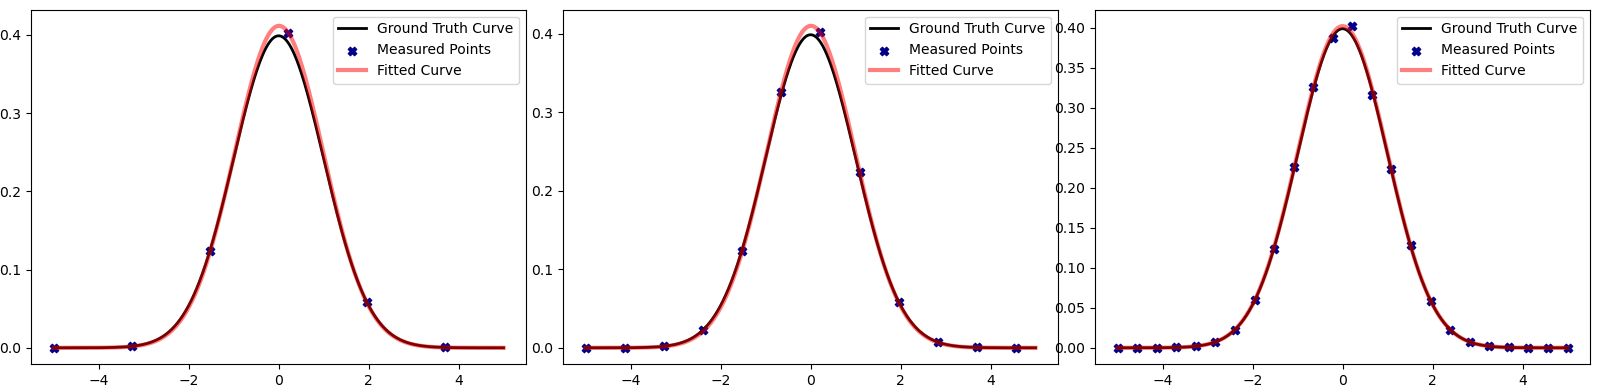 Ground Truth Curve
Measured Points
Fitted Curve
0.4
0.3
0.2
0.1
0.0
−4 −2 0 2 4
Ground Truth Curve
Measured Points
Fitted Curve
0.4
0.3
0.2
0.1
0.0
−4 −2 0 2 4
Ground Truth Curve
Measured Points
Fitted Curve
0.40
0.35
0.30
0.25
0.20
0.15
0.10
0.05
0.00
−4 −2 0 2 4